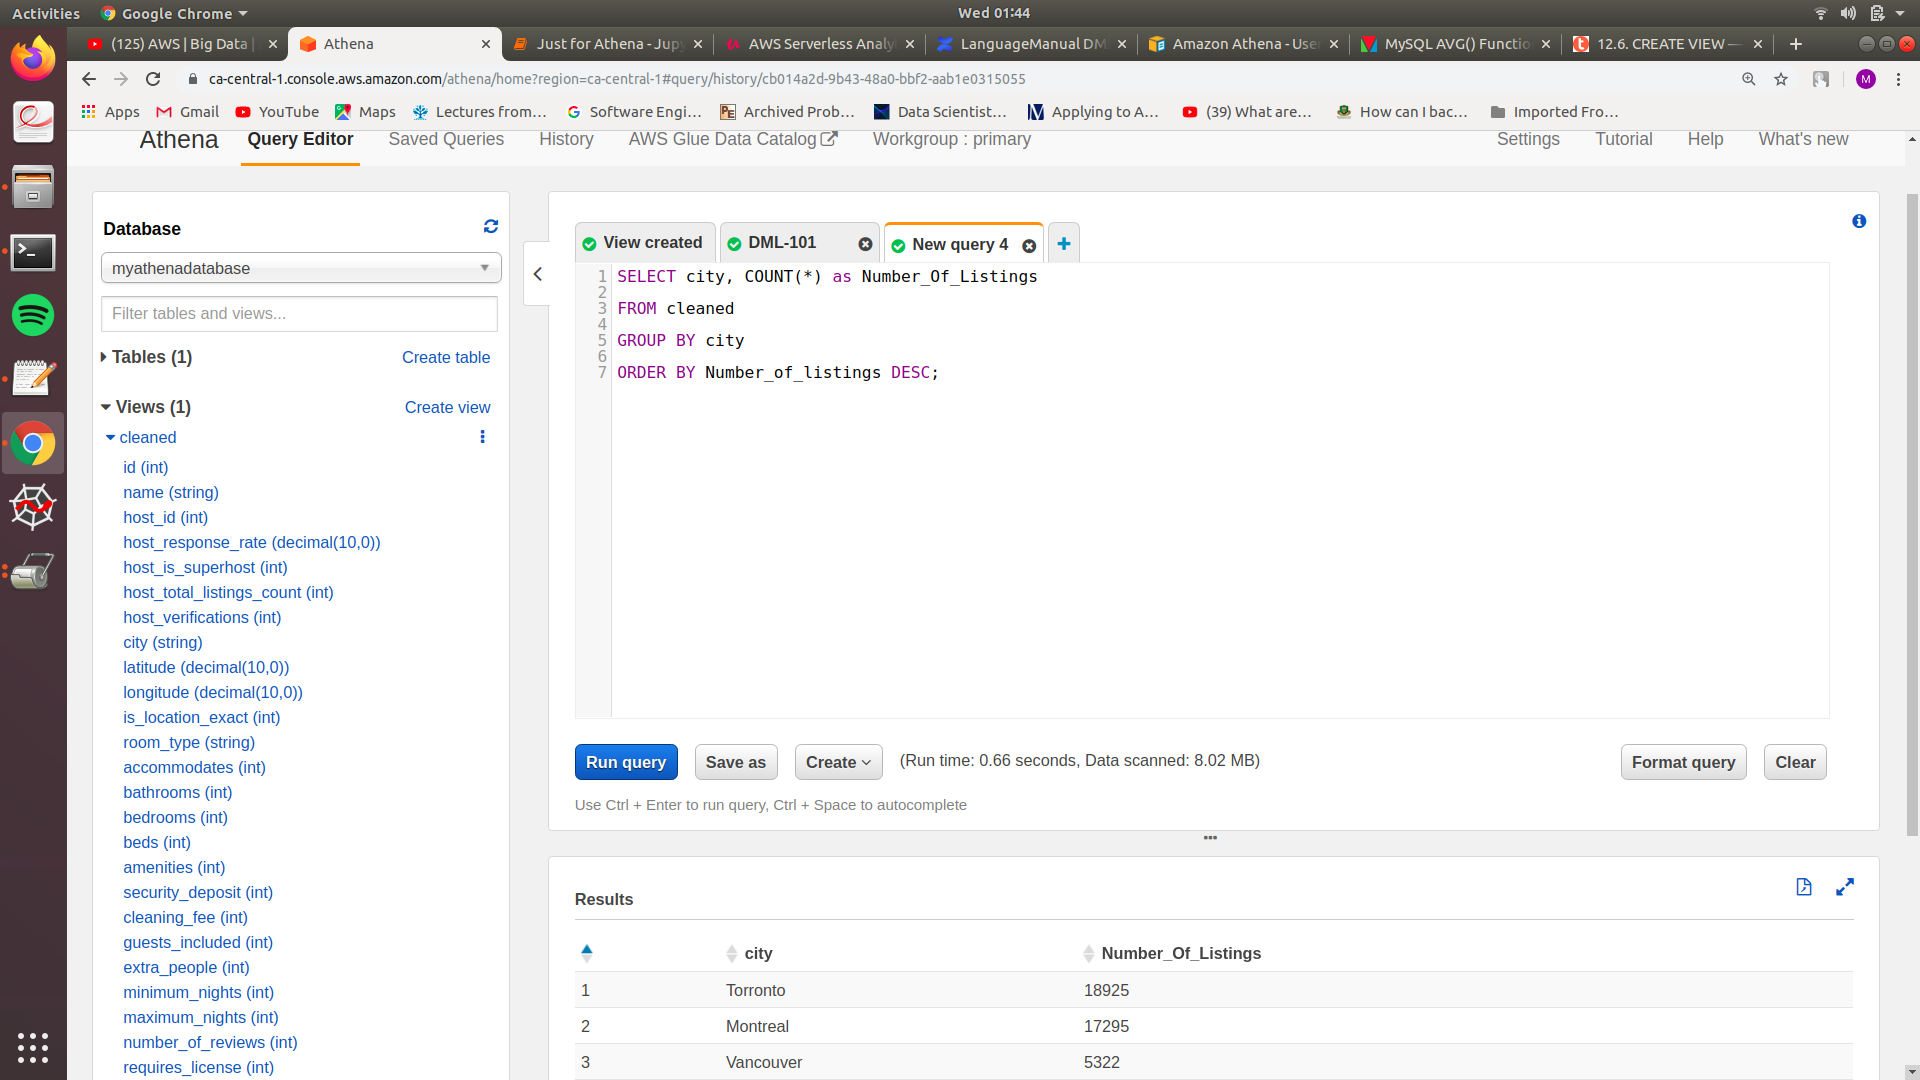 Activities
Google Chrome
Wed 01:44
(125) AWS | Big Data |
Athena
Just for Athena - Jupy
AWS Serverless Analy
LanguageManual DM
Amazon Athena - User
MySQL AVG() Functio
12.6. CREATE VIEW —
ca-central-1.console.aws.amazon.com/athena/home?region=ca-central-1#query/history/cb014a2d-9b43-48a0-bbf2-aab1e0315055
M
Apps
Gmail
YouTube
Maps
Lectures from…
Software Engi…
Archived Prob…
Data Scientist…
Applying to A…
(39) What are…
How can I bac…
Imported Fro…
Athena
Query Editor
Saved Queries
History
AWS Glue Data Catalog
Workgroup : primary
Settings
Tutorial
Help
What's new
Database
myathenadatabase
Filter tables and views...
Tables (1)
Create table
Views (1)
Create view
cleaned
id (int)
name (string)
host_id (int)
host_response_rate (decimal(10,0))
host_is_superhost (int)
host_total_listings_count (int)
host_verifications (int)
city (string)
latitude (decimal(10,0))
longitude (decimal(10,0))
is_location_exact (int)
room_type (string)
accommodates (int)
bathrooms (int)
bedrooms (int)
beds (int)
amenities (int)
security_deposit (int)
cleaning_fee (int)
guests_included (int)
extra_people (int)
minimum_nights (int)
maximum_nights (int)
number_of_reviews (int)
requires_license (int)
View created
DML-101
New query 4
1 SELECT city, COUNT(*) as Number_Of_Listings
2
3 FROM cleaned
4
5 GROUP BY city
6
7 ORDER BY Number_of_listings DESC;
Run query
Save as
Create
(Run time: 0.66 seconds, Data scanned: 8.02 MB)
Format query
Clear
Use Ctrl + Enter to run query, Ctrl + Space to autocomplete
Results
city
Number_Of_Listings
1 Torronto 18925
2 Montreal 17295
3 Vancouver 5322